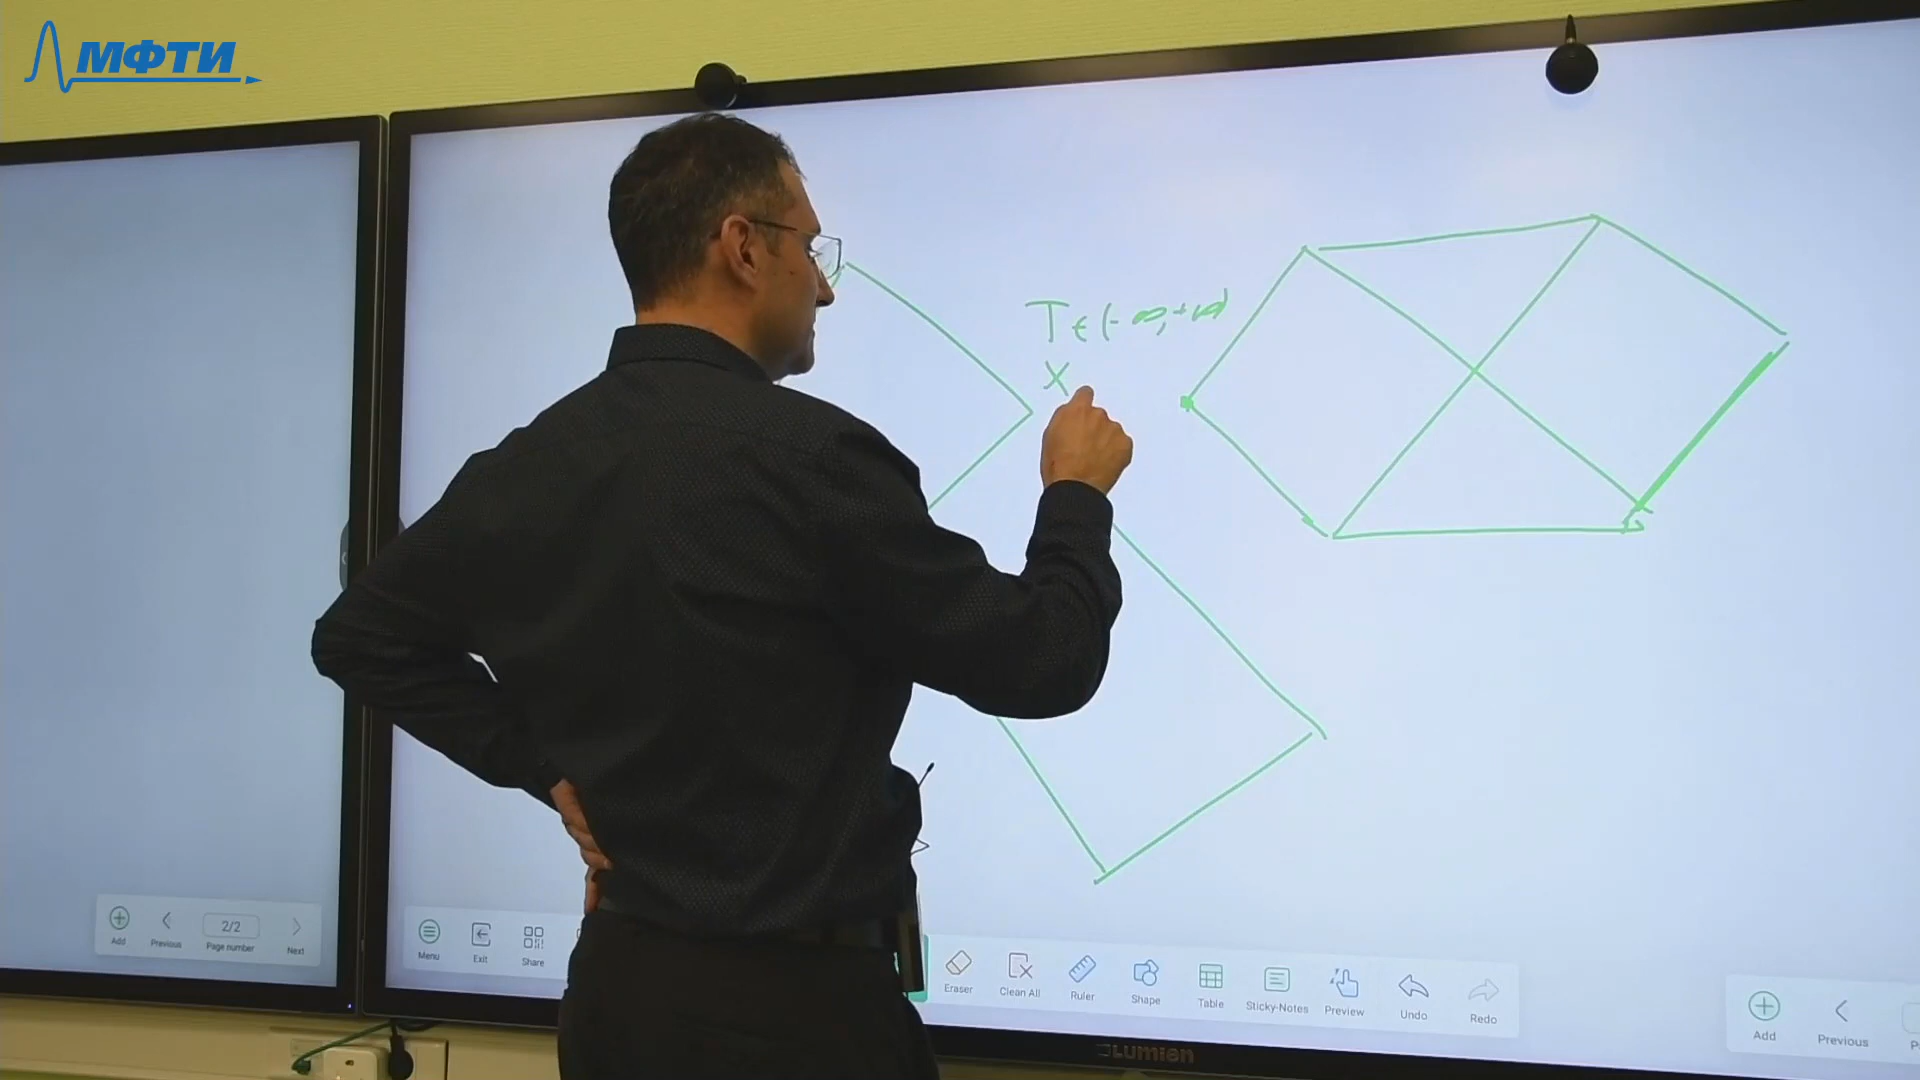 МФТИ
T ∈ (-∞, +∞)
X
Add
Previous
2/2
Page number
Next
Menu
Exit
Share
Eraser
Clean All
Ruler
Shape
Table
Sticky-Notes
Preview
Undo
Redo
Add
Previous
Lumien